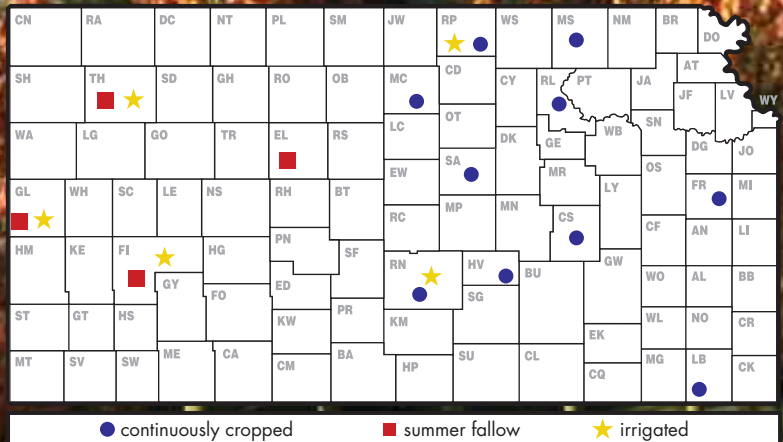 CN RA DC NT PL SM JW RP WS MS NM BR DO
SH TH SD GH RO OB MC CD CY RL PT JA AT JF LV WY
WA LG GO TR EL RS LC OT DK GE WB SN DG JO
GL WH SC LE NS RH BT EW SA MR LY OS FR MI
HM KE FI HG PN SF RC MP MN CS CF AN LI
GY RN HV BU GW WO AL BB
ST GT HS FO ED PR SG WL NO CR
KW KM EK
MT SV SW ME CA CM BA HP SU CL CQ MG LB CK
continuously cropped summer fallow irrigated